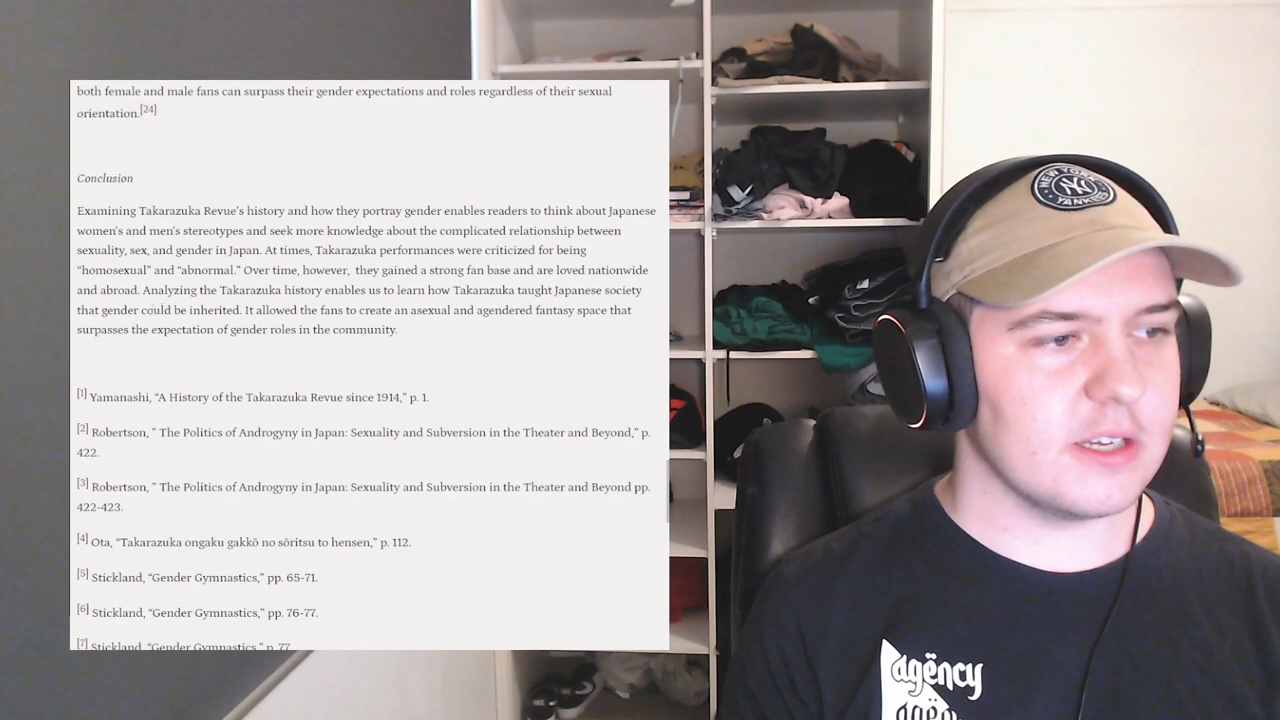 both female and male fans can surpass their gender expectations and roles regardless of their sexual
orientation.[24]
Conclusion
Examining Takarazuka Revue's history and how they portray gender enables readers to think about Japanese
women's and men's stereotypes and seek more knowledge about the complicated relationship between
sexuality, sex, and gender in Japan. At times, Takarazuka performances were criticized for being
“homosexual” and “abnormal.” Over time, however,  they gained a strong fan base and are loved nationwide
and abroad. Analyzing the Takarazuka history enables us to learn how Takarazuka taught Japanese society
that gender could be inherited. It allowed the fans to create an asexual and agendered fantasy space that
surpasses the expectation of gender roles in the community.
[1] Yamanashi, “A History of the Takarazuka Revue since 1914,” p. 1.
[2] Robertson, ” The Politics of Androgyny in Japan: Sexuality and Subversion in the Theater and Beyond,” p.
422.
[3] Robertson, ” The Politics of Androgyny in Japan: Sexuality and Subversion in the Theater and Beyond pp.
422-423.
[4] Ota, “Takarazuka ongaku gakkō no sōritsu to hensen,” p. 112.
[5] Stickland, “Gender Gymnastics,” pp. 65-71.
[6] Stickland, “Gender Gymnastics,” pp. 76-77.
[7] Stickland, “Gender Gymnastics,” p. 77.
NEW YORK
NY
YANKEES
agëncy
agën